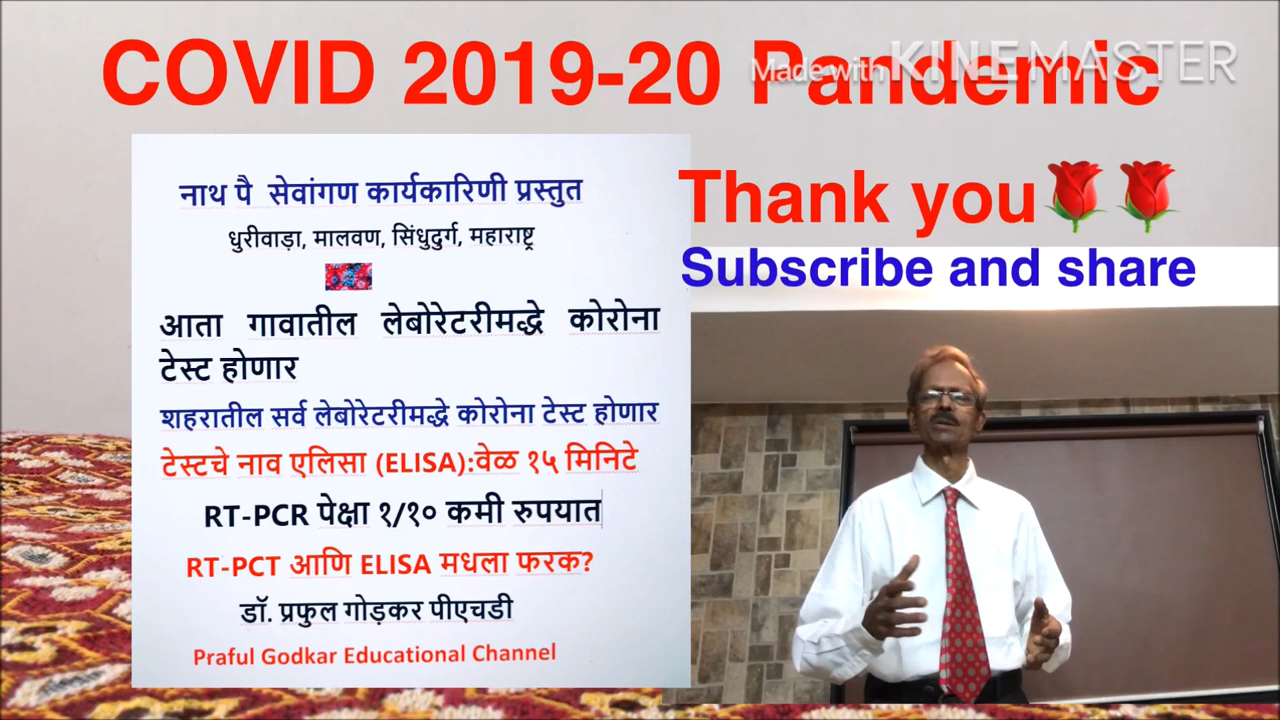 COVID 2019-20 Pandemic
Made with KINEMASTER
नाथ पै सेवांगण कार्यकारिणी प्रस्तुत
धुरीवाडा, मालवण, सिंधुदुर्ग, महाराष्ट्र
आता गावातील लेबोरेटरीमद्धे कोरोना
टेस्ट होणार
शहरातील सर्व लेबोरेटरीमद्धे कोरोना टेस्ट होणार
टेस्टचे नाव एलिसा (ELISA):वेळ १५ मिनिटे
RT-PCR पेक्षा १/१० कमी रुपयात
RT-PCT आणि ELISA मधला फरक?
डॉ. प्रफुल गोड़कर पीएचडी
Praful Godkar Educational Channel
Thank you🌹🌹
Subscribe and share